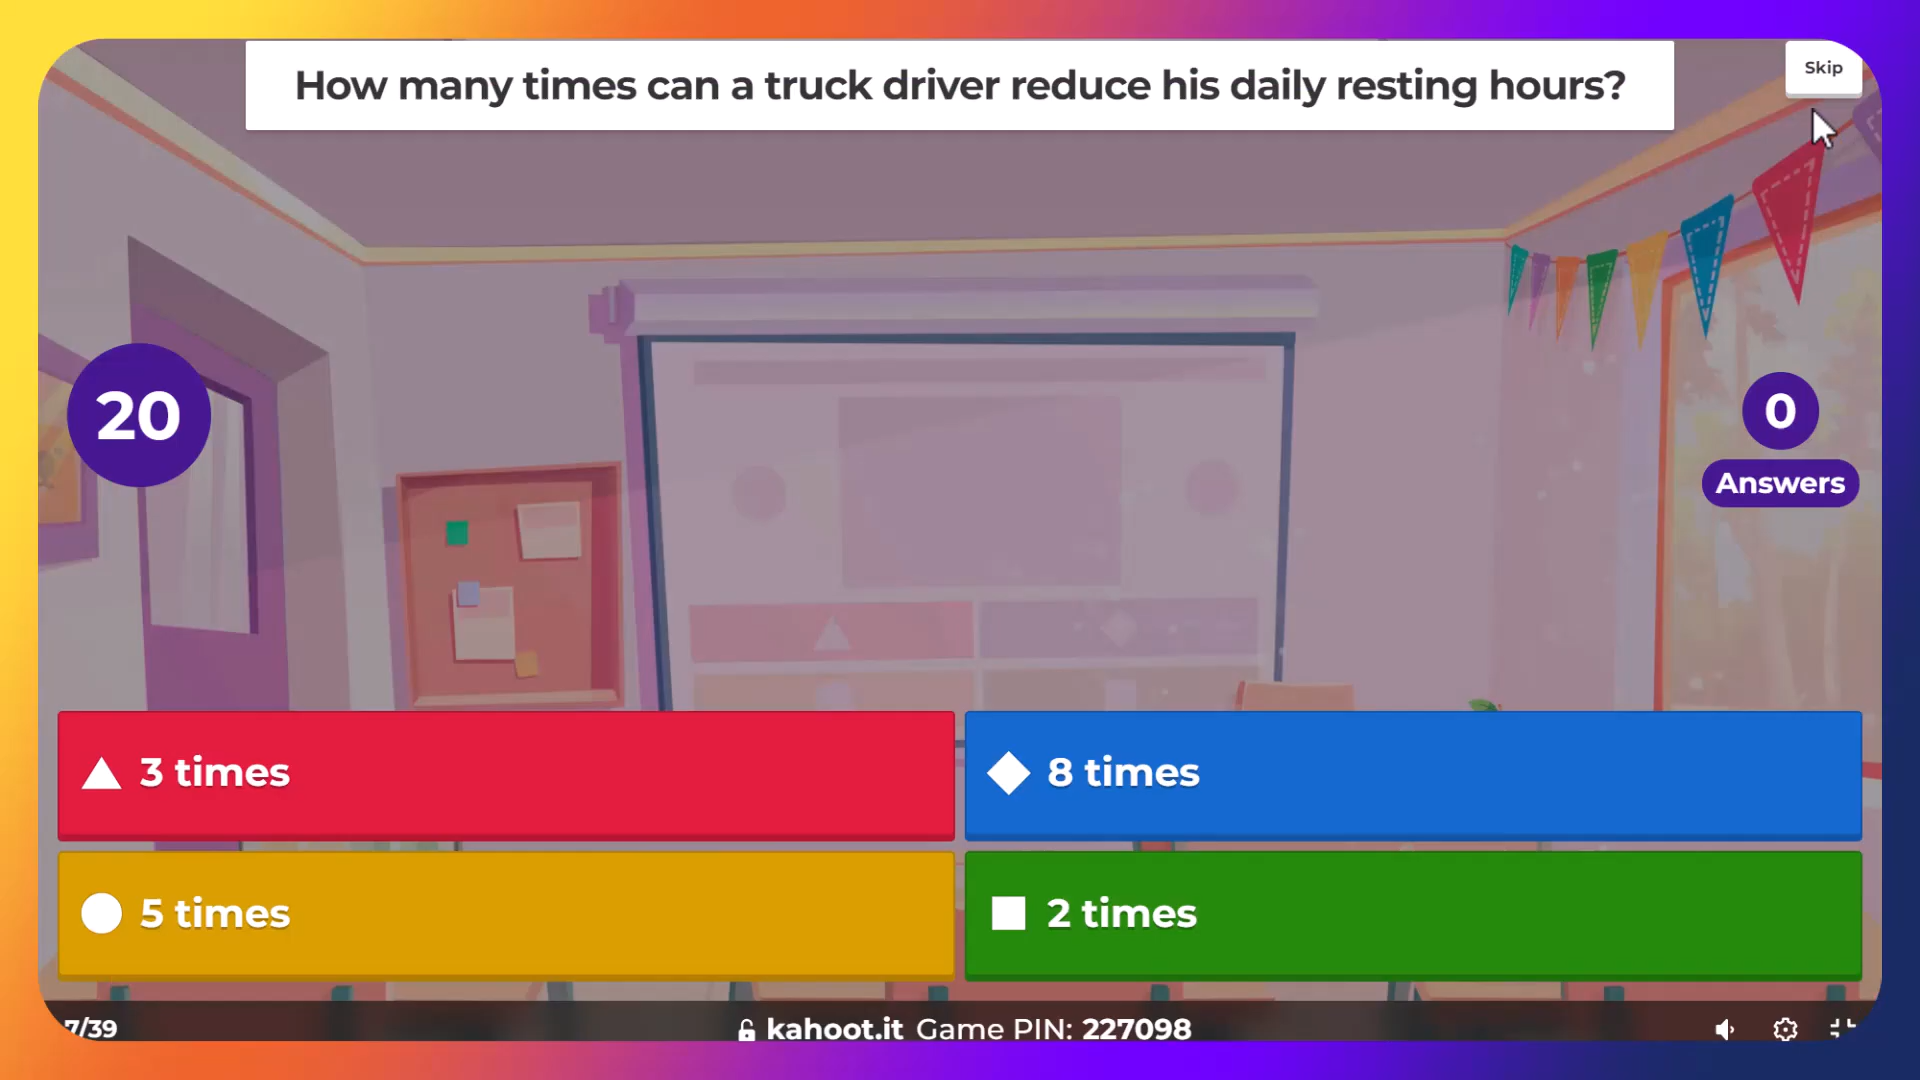 How many times can a truck driver reduce his daily resting hours?
Skip
20
0
Answers
3 times
8 times
5 times
2 times
7/39
kahoot.it Game PIN: 227098